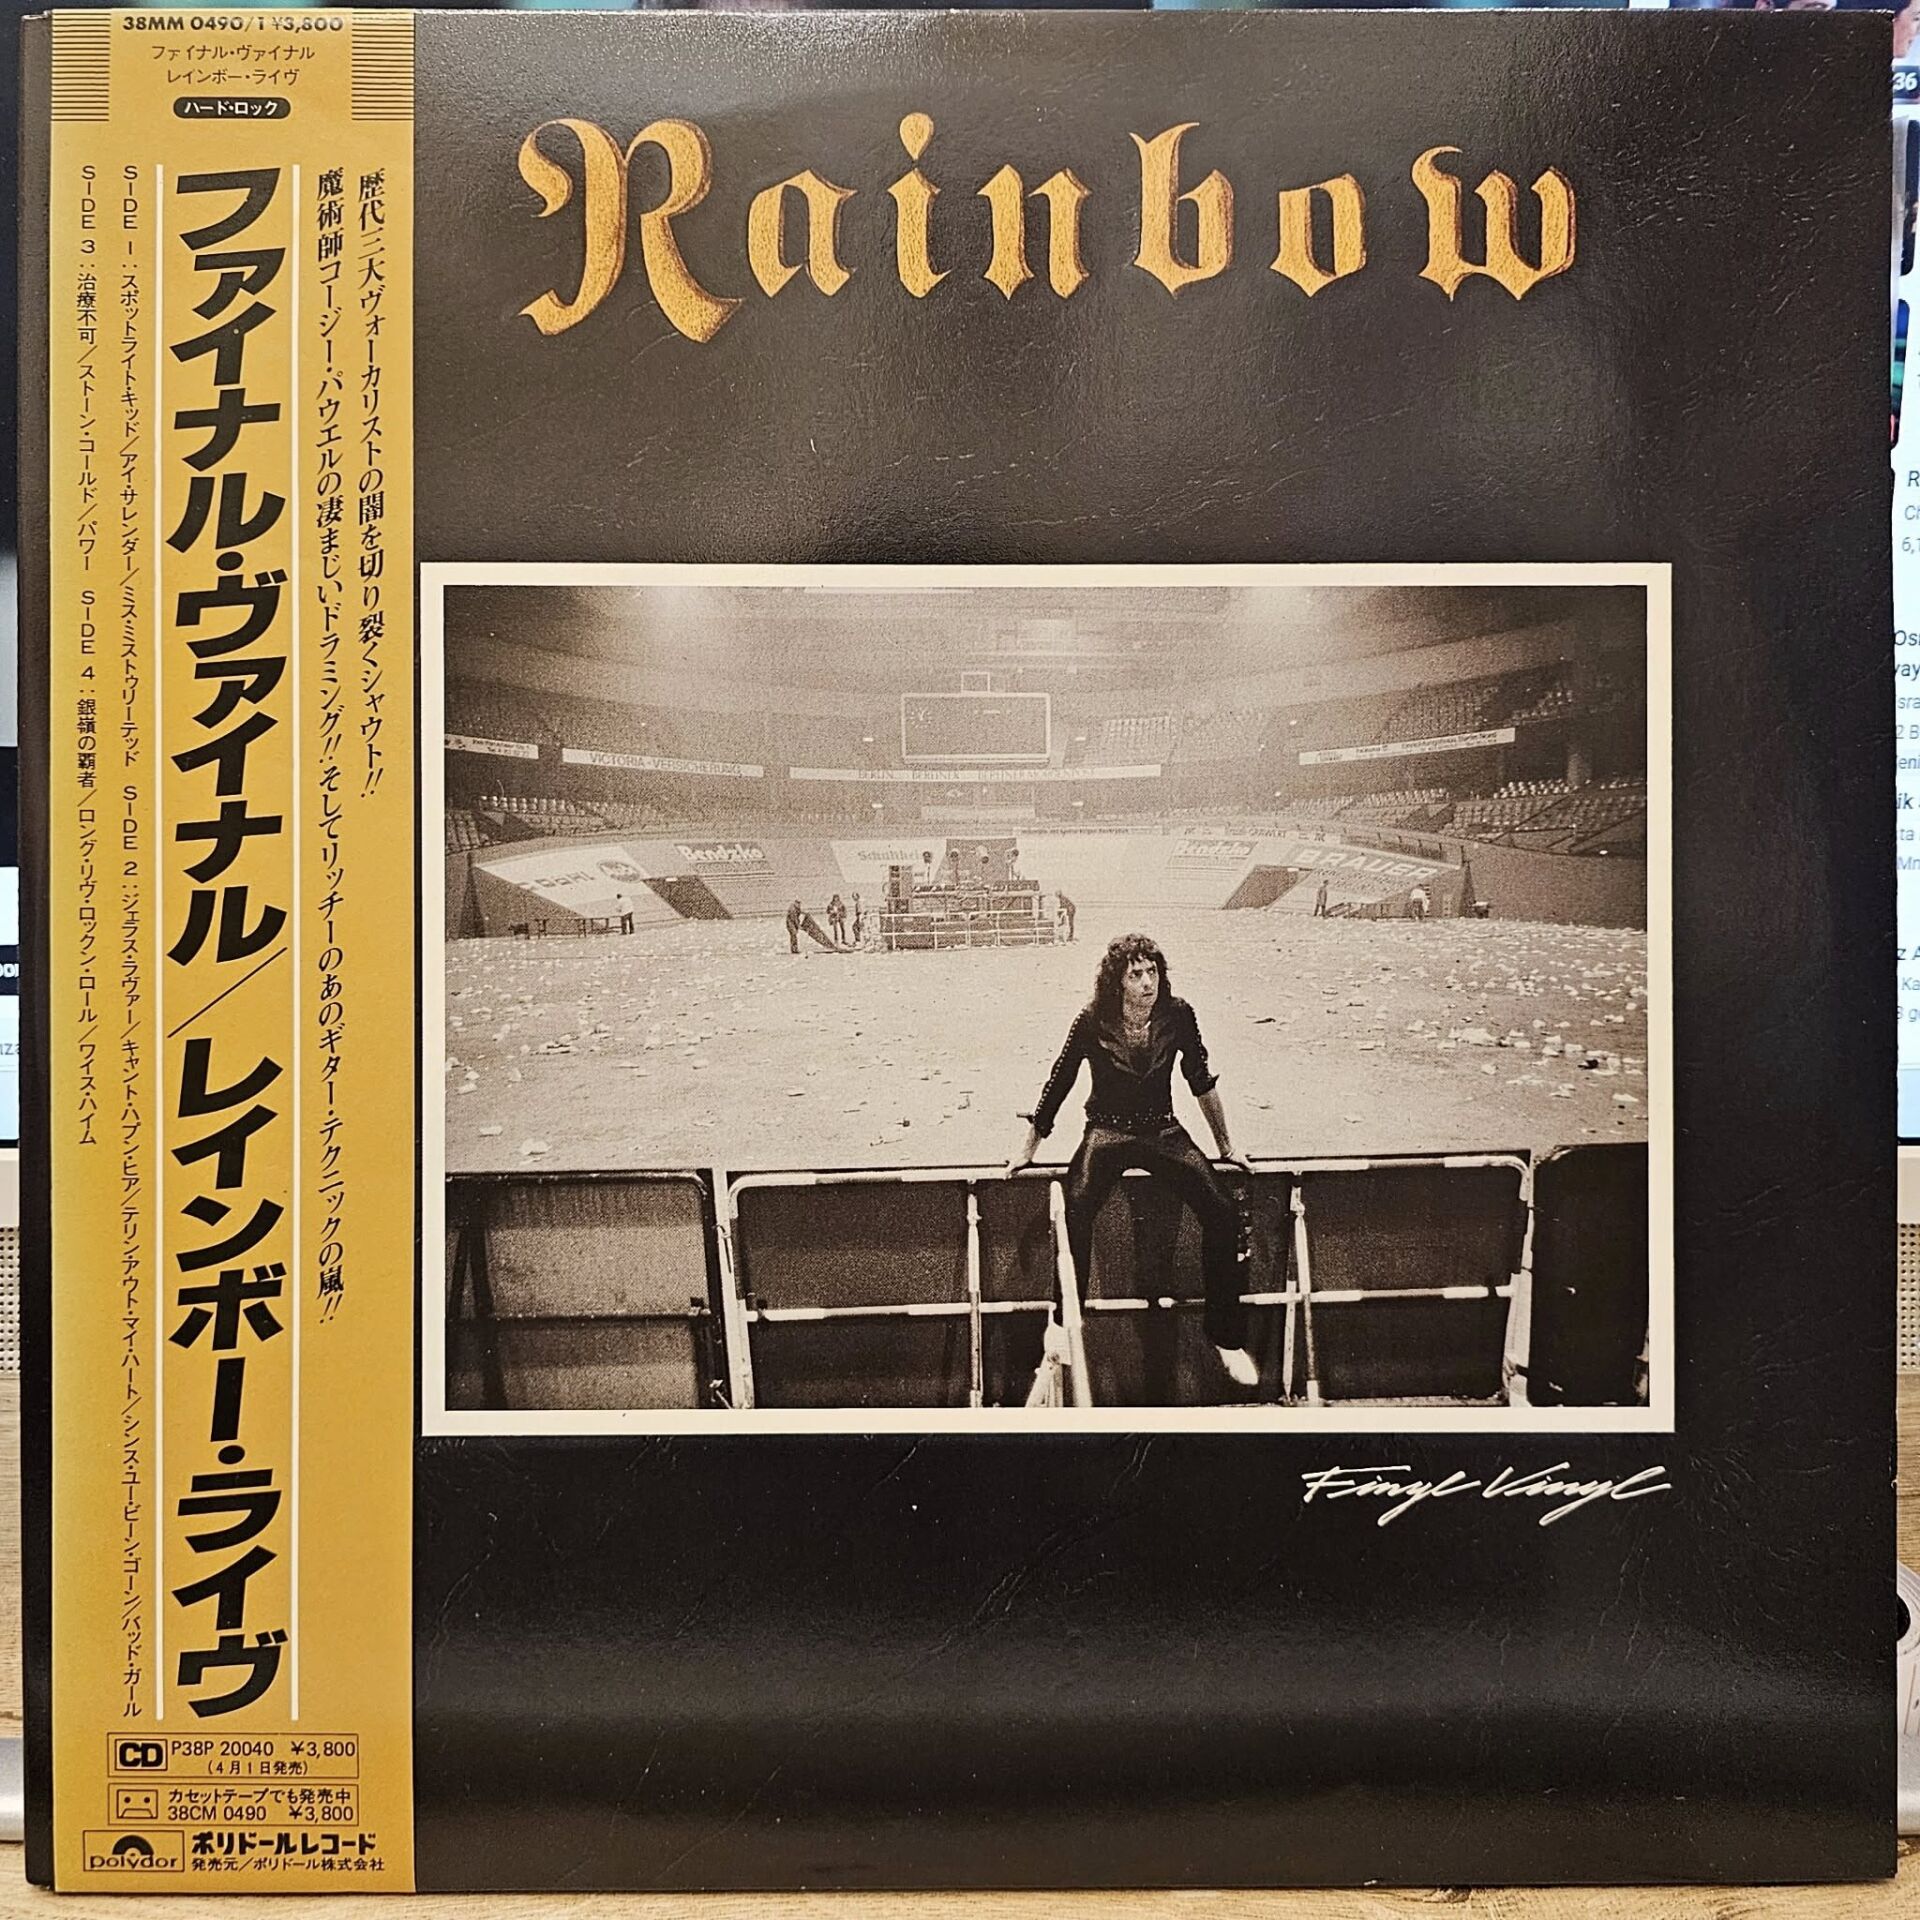 38MM 0490/1 ¥3,800
ファイナル・ヴァイナル
レインボー・ライヴ
ハード・ロック
歴代三大ヴォーカリストの闇を切り裂くシャウト!!
魔術師コージー・パウエルの凄まじいドラミング!!そしてリッチーのあのギター・テクニックの嵐!!
ファイナル・ヴァイナル/レインボー・ライヴ
SIDE 1:スポットライト・キッド/アイ・サレンダー/ミス・ミストゥリーテッド SIDE 2:ジェラス・ラヴァー/キャント・ハプン・ヒア/テリン・アウト・マイ・ハート/シンス・ユー・ビーン・ゴーン/バッド・ガール
SIDE 3:治療不可/ストーン・コールド/パワー SIDE 4:銀嶺の覇者/ロング・リヴ・ロックン・ロール/ワイス・ハイム
CD P38P 20040 ¥3,800
(4月1日発売)
カセットテープでも発売中
38CM 0490 ¥3,800
polydor ポリドールレコード
発売元/ポリドール株式会社
Rainbow
VICTORIA-VERSICHERUNG
BERLIN
Bendzko
Schultheis
Bendzko
BRAUER
Finyl Vinyl
36